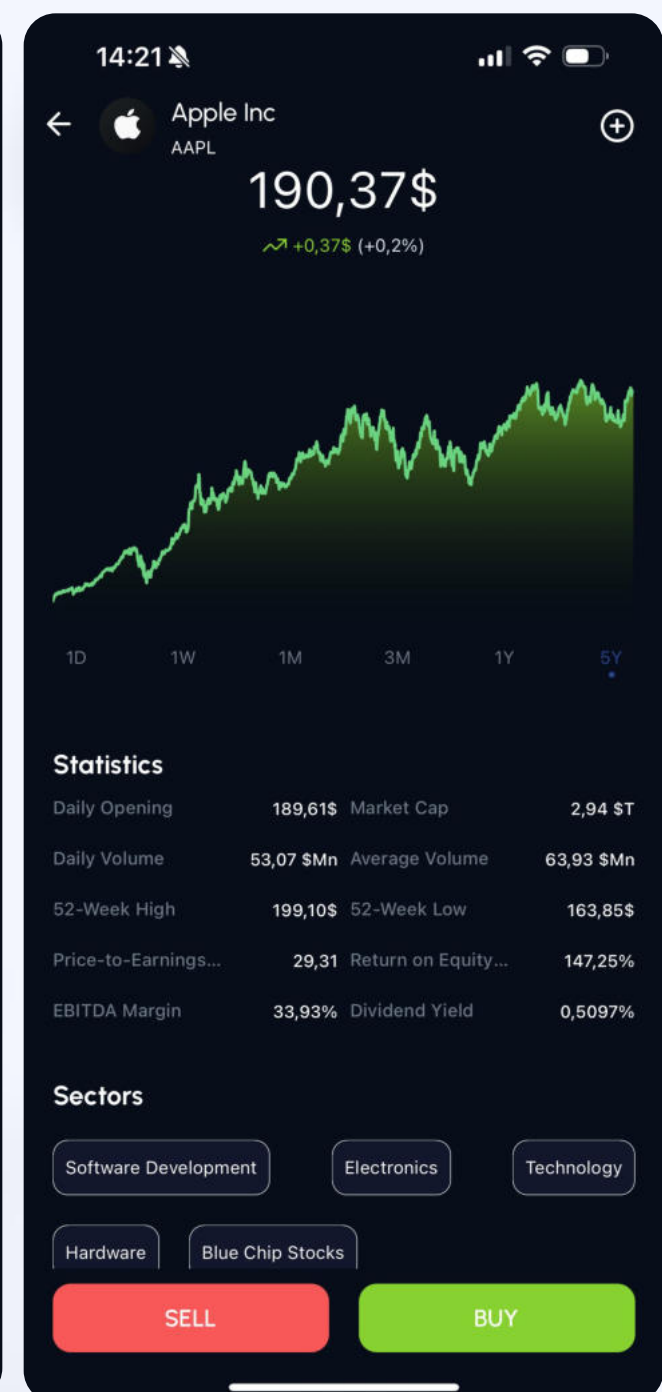 14:21
Apple Inc
AAPL
190,37$
+0,37$ (+0,2%)
1D 1W 1M 3M 1Y 5Y
Statistics
Daily Opening 189,61$ Market Cap 2,94 $T
Daily Volume 53,07 $Mn Average Volume 63,93 $Mn
52-Week High 199,10$ 52-Week Low 163,85$
Price-to-Earnings... 29,31 Return on Equity... 147,25%
EBITDA Margin 33,93% Dividend Yield 0,5097%
Sectors
Software Development Electronics Technology
Hardware Blue Chip Stocks
SELL BUY